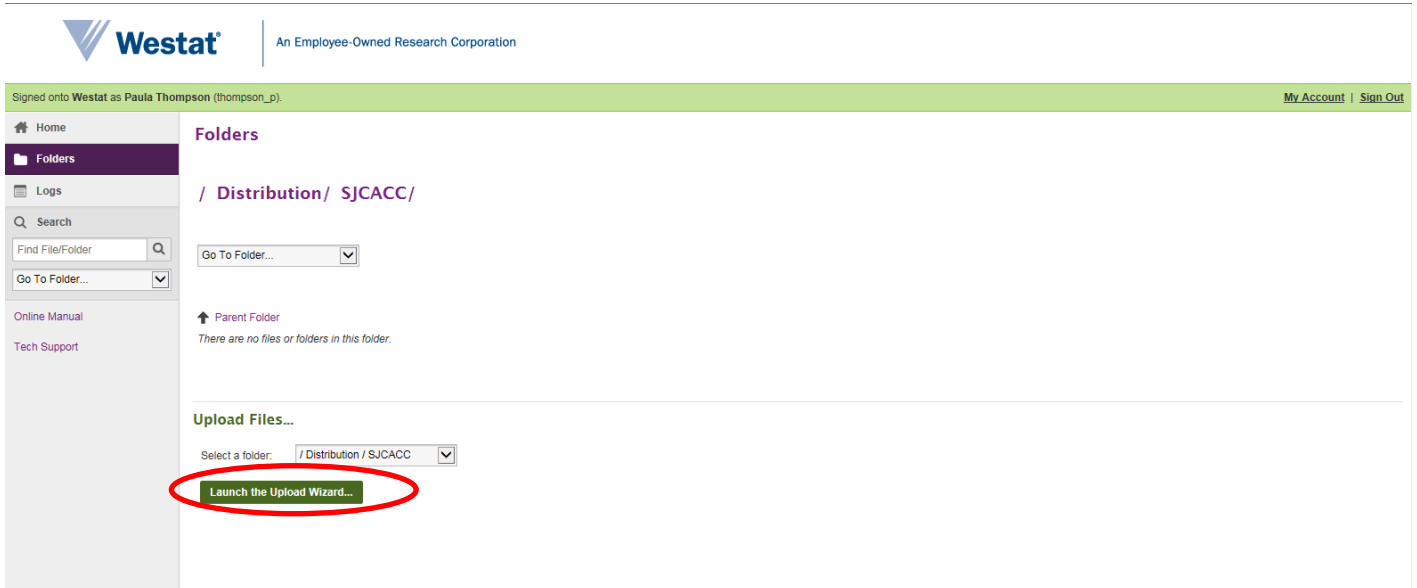 Westat®
An Employee-Owned Research Corporation
Signed onto Westat as Paula Thompson (thompson_p).
My Account | Sign Out
Home
Folders
Logs
Search
Find File/Folder
Go To Folder...
Online Manual
Tech Support
Folders
/ Distribution/ SJCACC/
Go To Folder...
Parent Folder
There are no files or folders in this folder.
Upload Files...
Select a folder: / Distribution / SJCACC
Launch the Upload Wizard...